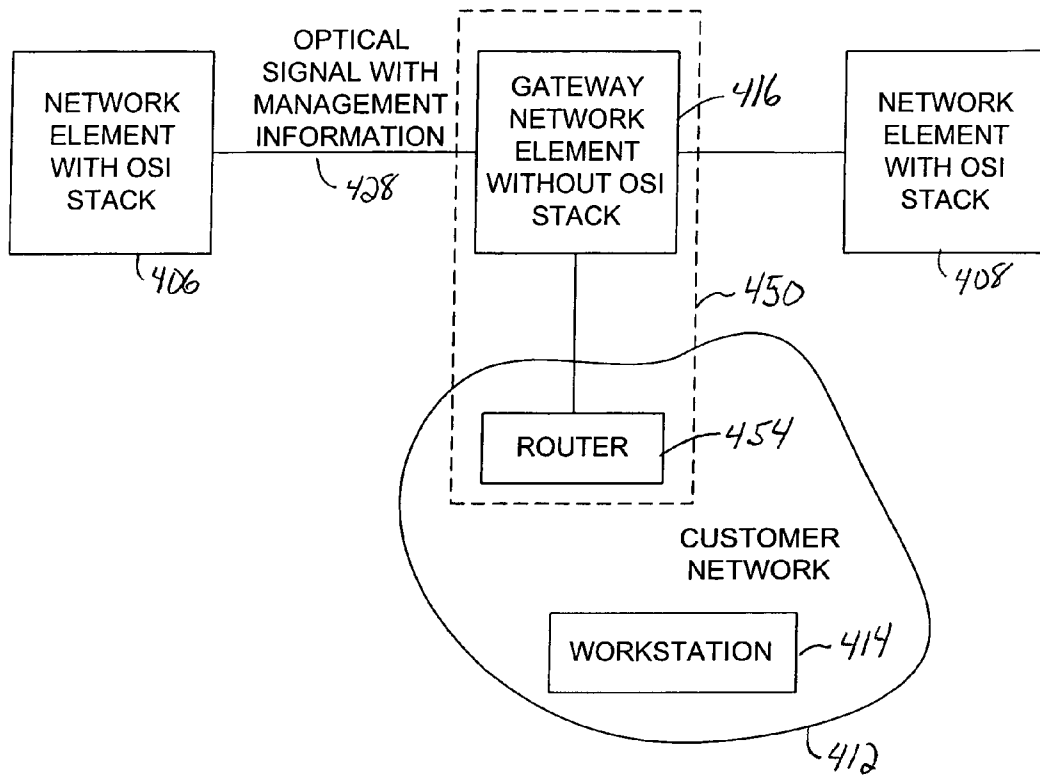 NETWORK
ELEMENT
WITH OSI
STACK
406
OPTICAL
SIGNAL WITH
MANAGEMENT
INFORMATION
428
GATEWAY
NETWORK
ELEMENT
WITHOUT OSI
STACK
416
NETWORK
ELEMENT
WITH OSI
STACK
408
450
ROUTER
454
CUSTOMER
NETWORK
WORKSTATION
414
412